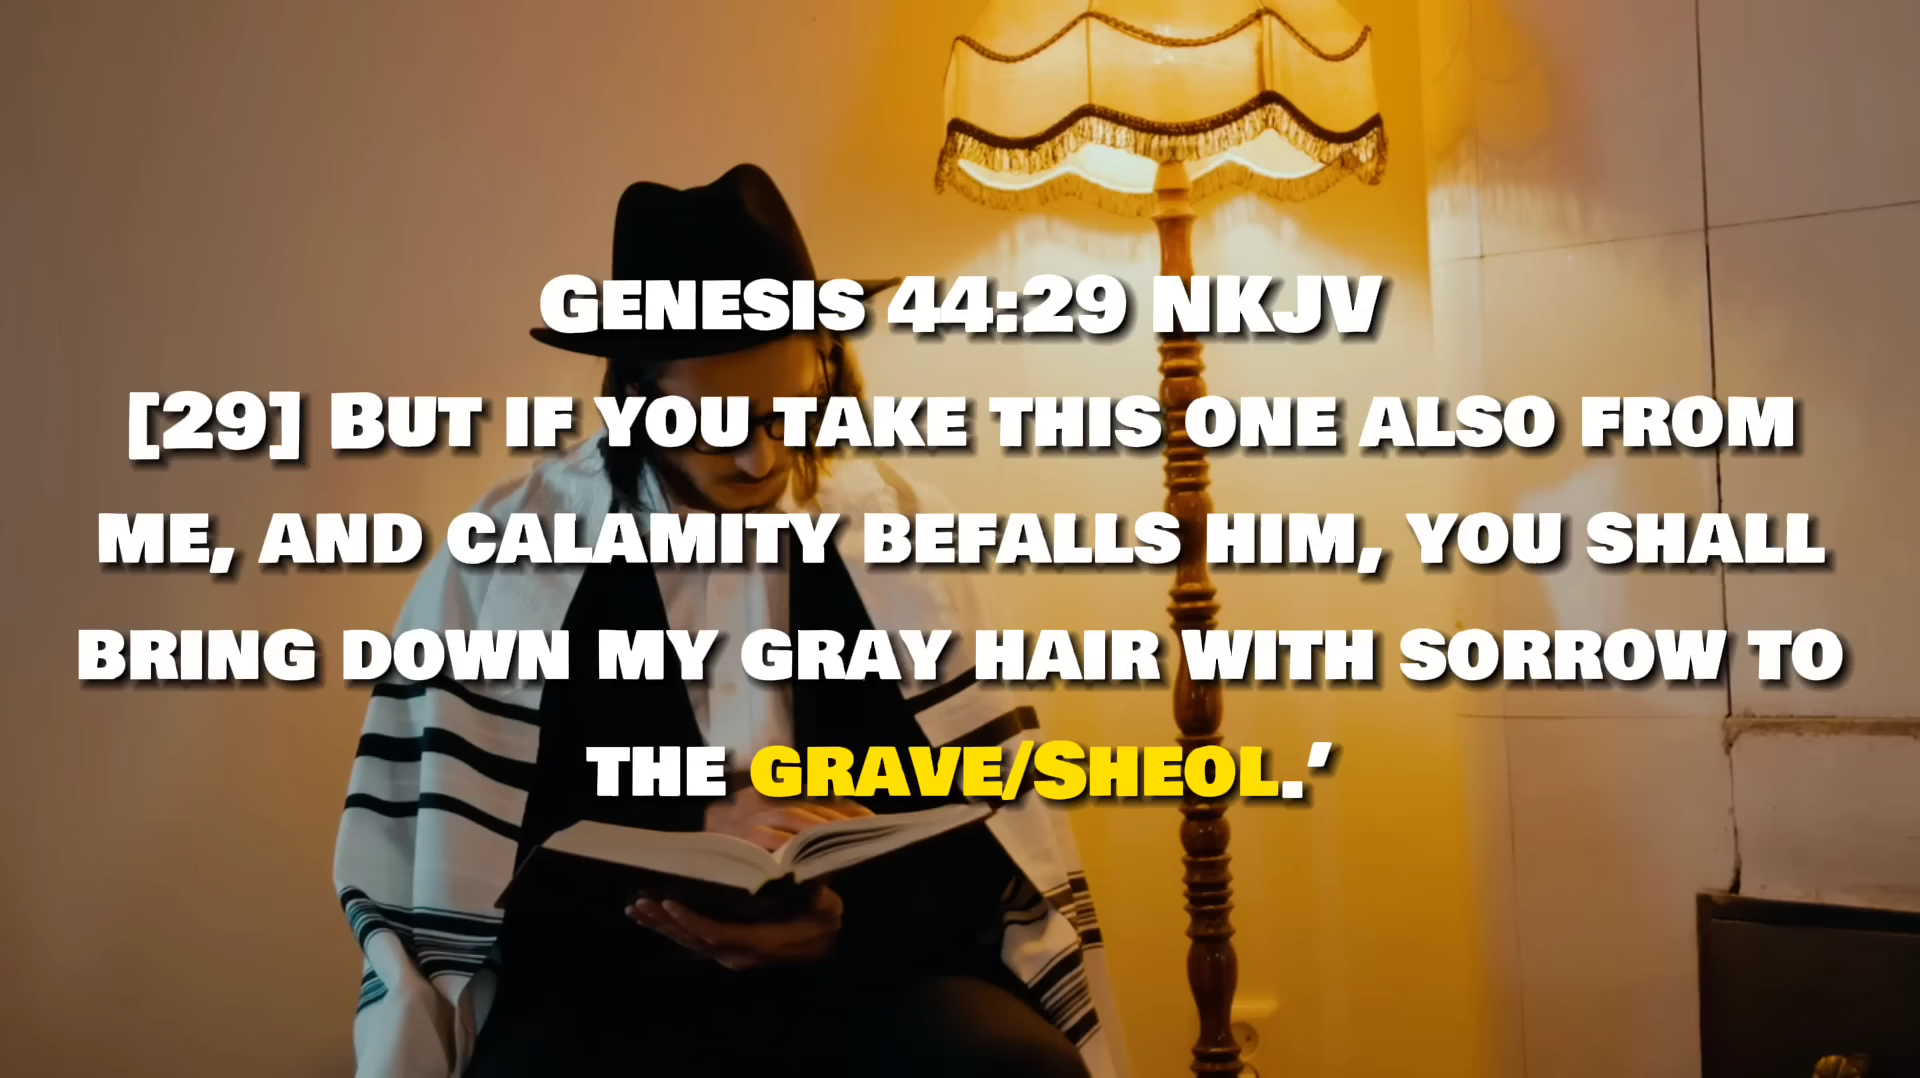 Genesis 44:29 NKJV
[29] But if you take this one also from
me, and calamity befalls him, you shall
bring down my gray hair with sorrow to
the grave/Sheol.’